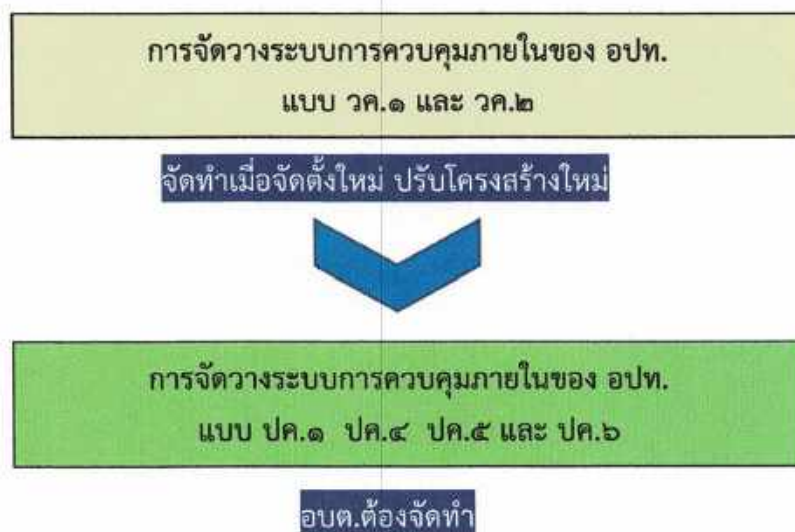 การจัดวางระบบการควบคุมภายในของ อปท.
แบบ วค.๑ และ วค.๒
จัดทำเมื่อจัดตั้งใหม่ ปรับโครงสร้างใหม่
การจัดวางระบบการควบคุมภายในของ อปท.
แบบ ปค.๑ ปค.๔ ปค.๕ และ ปค.๖
อบต.ต้องจัดทำ